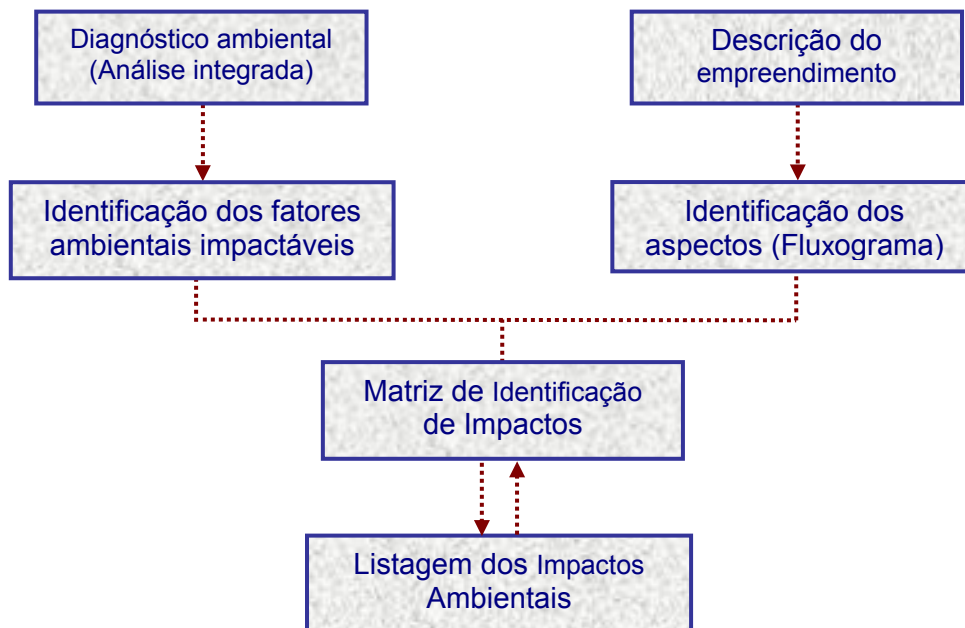 Diagnóstico ambiental
(Análise integrada)
Descrição do
empreendimento
Identificação dos fatores
ambientais impactáveis
Identificação dos
aspectos (Fluxograma)
Matriz de Identificação
de Impactos
Listagem dos Impactos
Ambientais